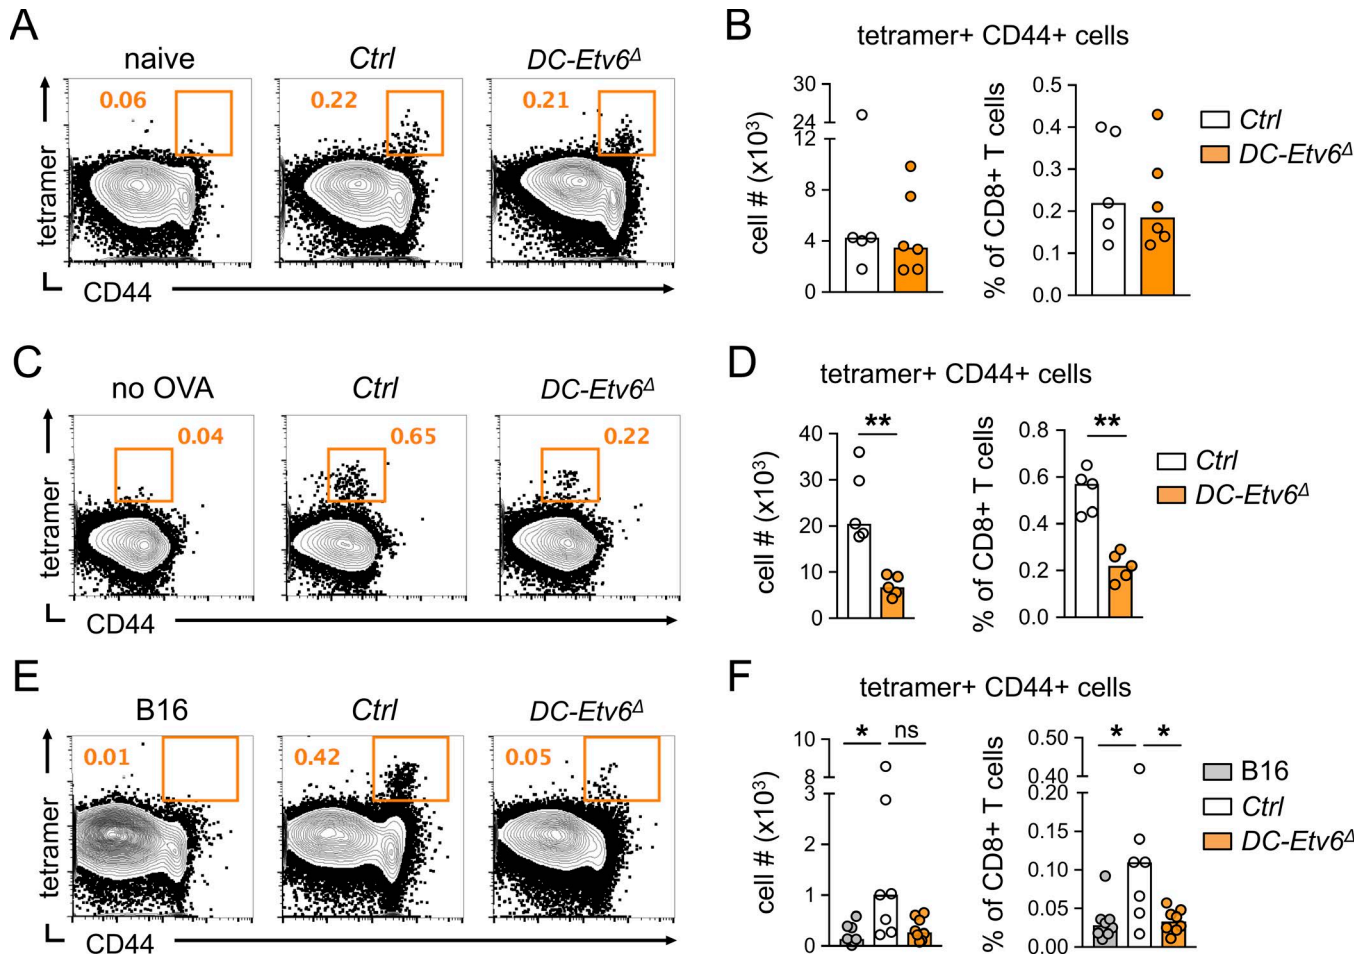 A
naive
Ctrl
DC-Etv6Δ
0.06
0.22
0.21
tetramer
CD44
B
tetramer+ CD44+ cells
cell # (x10³)
30
24
12
8
4
0
% of CD8+ T cells
0.5
0.4
0.3
0.2
0.1
0.0
Ctrl
DC-Etv6Δ
C
no OVA
Ctrl
DC-Etv6Δ
0.04
0.65
0.22
tetramer
CD44
D
tetramer+ CD44+ cells
cell # (x10³)
40
30
20
10
0
**
% of CD8+ T cells
0.8
0.6
0.4
0.2
0.0
**
Ctrl
DC-Etv6Δ
E
B16
Ctrl
DC-Etv6Δ
0.01
0.42
0.05
tetramer
CD44
F
tetramer+ CD44+ cells
cell # (x10³)
10
8
3
2
1
0
* ns
% of CD8+ T cells
0.50
0.40
0.20
0.15
0.10
0.05
0.00
* *
B16
Ctrl
DC-Etv6Δ